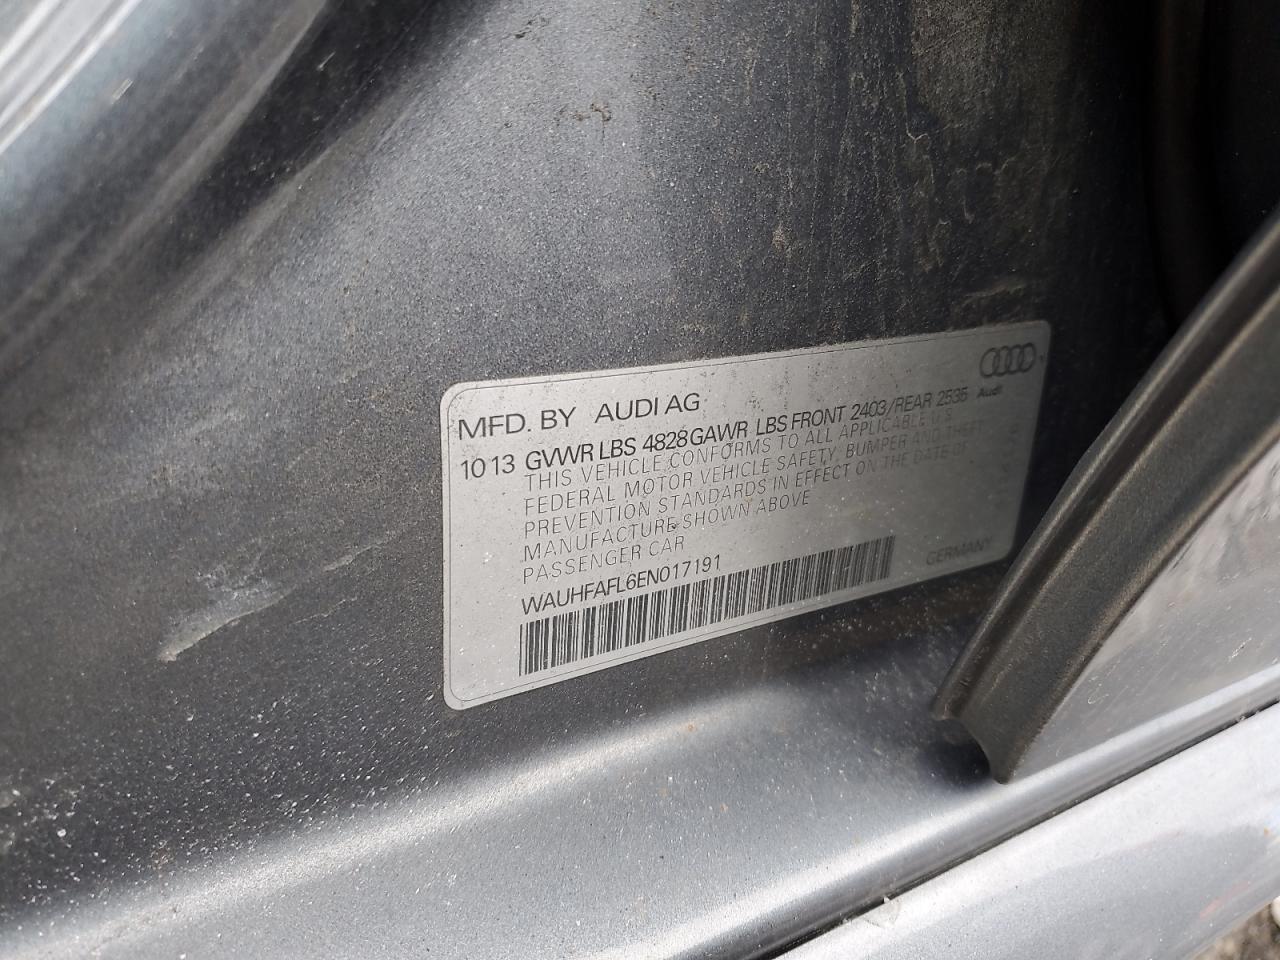 MFD. BY AUDI AG
10 13 GVWR LBS 4828 GAWR LBS FRONT 2403/REAR 2535
Audi
THIS VEHICLE CONFORMS TO ALL APPLICABLE U.S.
FEDERAL MOTOR VEHICLE SAFETY, BUMPER AND THEFT
PREVENTION STANDARDS IN EFFECT ON THE DATE OF
MANUFACTURE SHOWN ABOVE
PASSENGER CAR
WAUHFAFL6EN017191
GERMANY